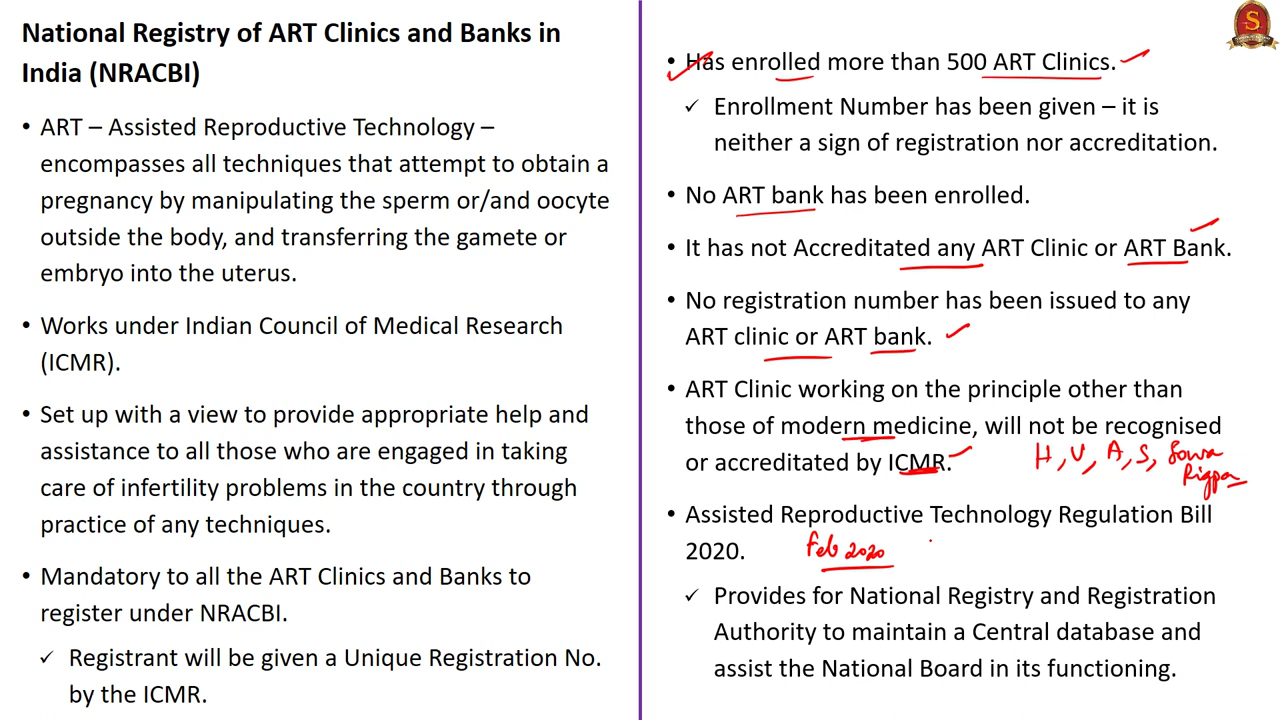 National Registry of ART Clinics and Banks in
India (NRACBI)
• ART – Assisted Reproductive Technology –
encompasses all techniques that attempt to obtain a
pregnancy by manipulating the sperm or/and oocyte
outside the body, and transferring the gamete or
embryo into the uterus.
• Works under Indian Council of Medical Research
(ICMR).
• Set up with a view to provide appropriate help and
assistance to all those who are engaged in taking
care of infertility problems in the country through
practice of any techniques.
• Mandatory to all the ART Clinics and Banks to
register under NRACBI.
✓ Registrant will be given a Unique Registration No.
by the ICMR.
• Has enrolled more than 500 ART Clinics.
✓ Enrollment Number has been given – it is
neither a sign of registration nor accreditation.
• No ART bank has been enrolled.
• It has not Accreditated any ART Clinic or ART Bank.
• No registration number has been issued to any
ART clinic or ART bank.
• ART Clinic working on the principle other than
those of modern medicine, will not be recognised
or accreditated by ICMR.
H, U, A, S, Sowa
Rigpa
• Assisted Reproductive Technology Regulation Bill
2020.
Feb 2020
✓ Provides for National Registry and Registration
Authority to maintain a Central database and
assist the National Board in its functioning.
S